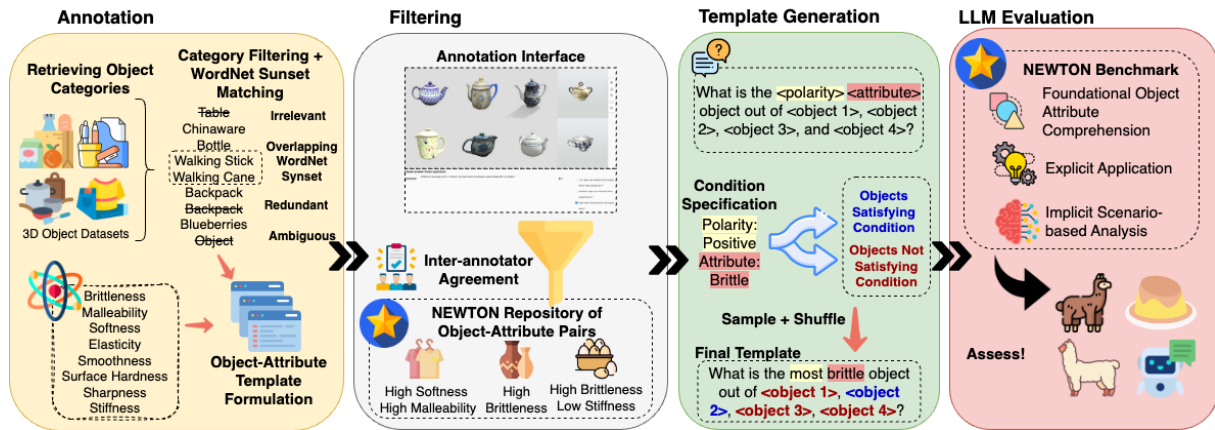 Annotation
Retrieving Object
Categories
3D Object Datasets
Category Filtering +
WordNet Sunset
Matching
Table
Chinaware
Bottle
Walking Stick
Walking Cane
Backpack
Backpack
Blueberries
Object
Irrelevant
Overlapping
WordNet
Synset
Redundant
Ambiguous
Brittleness
Malleability
Softness
Elasticity
Smoothness
Surface Hardness
Sharpness
Stiffness
Object-Attribute
Template
Formulation
Filtering
Annotation Interface
Inter-annotator
Agreement
NEWTON Repository of
Object-Attribute Pairs
High Softness
High Malleability
High
Brittleness
High Brittleness
Low Stiffness
Template Generation
What is the <polarity> <attribute>
object out of <object 1>, <object
2>, <object 3>, and <object 4>?
Condition
Specification
Polarity:
Positive
Attribute:
Brittle
Objects
Satisfying
Condition
Objects Not
Satisfying
Condition
Sample + Shuffle
Final Template
What is the most brittle object
out of <object 1>, <object
2>, <object 3>, <object 4>?
LLM Evaluation
NEWTON Benchmark
Foundational Object
Attribute
Comprehension
Explicit Application
Implicit Scenario-
based Analysis
Assess!